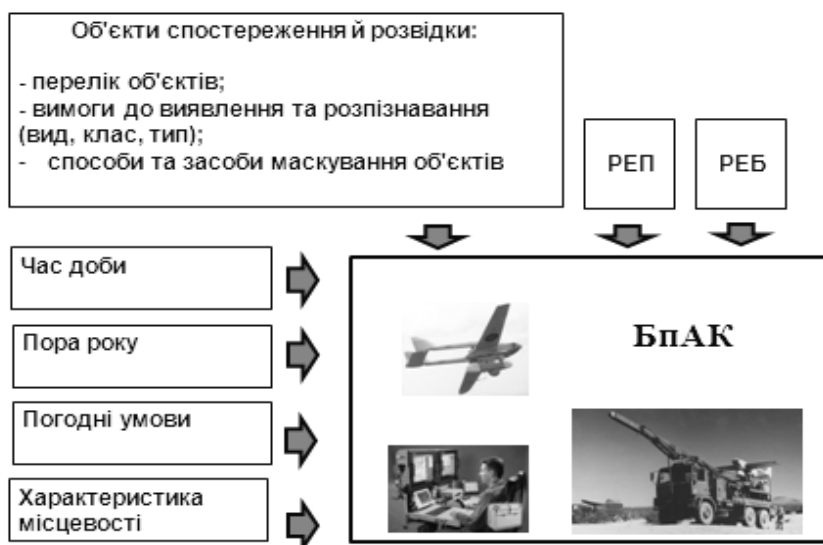 Об'єкти спостереження й розвідки:
- перелік об'єктів;
- вимоги до виявлення та розпізнавання
(вид, клас, тип);
- способи та засоби маскування об'єктів
РЕП
РЕБ
Час доби
Пора року
Погодні умови
Характеристика
місцевості
БпАК